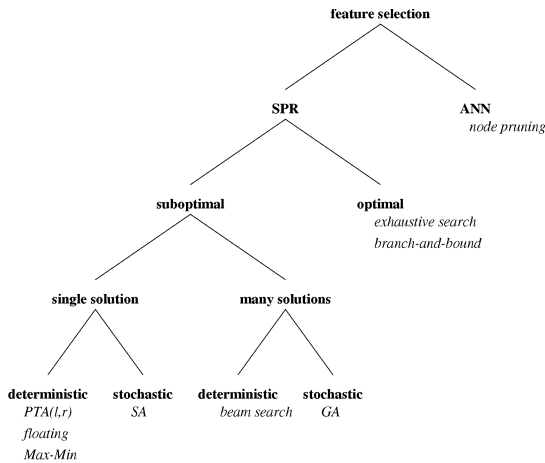 feature selection
SPR
ANN
node pruning
suboptimal
optimal
exhaustive search
branch-and-bound
single solution
many solutions
deterministic
PTA(l,r)
floating
Max-Min
stochastic
SA
deterministic
beam search
stochastic
GA